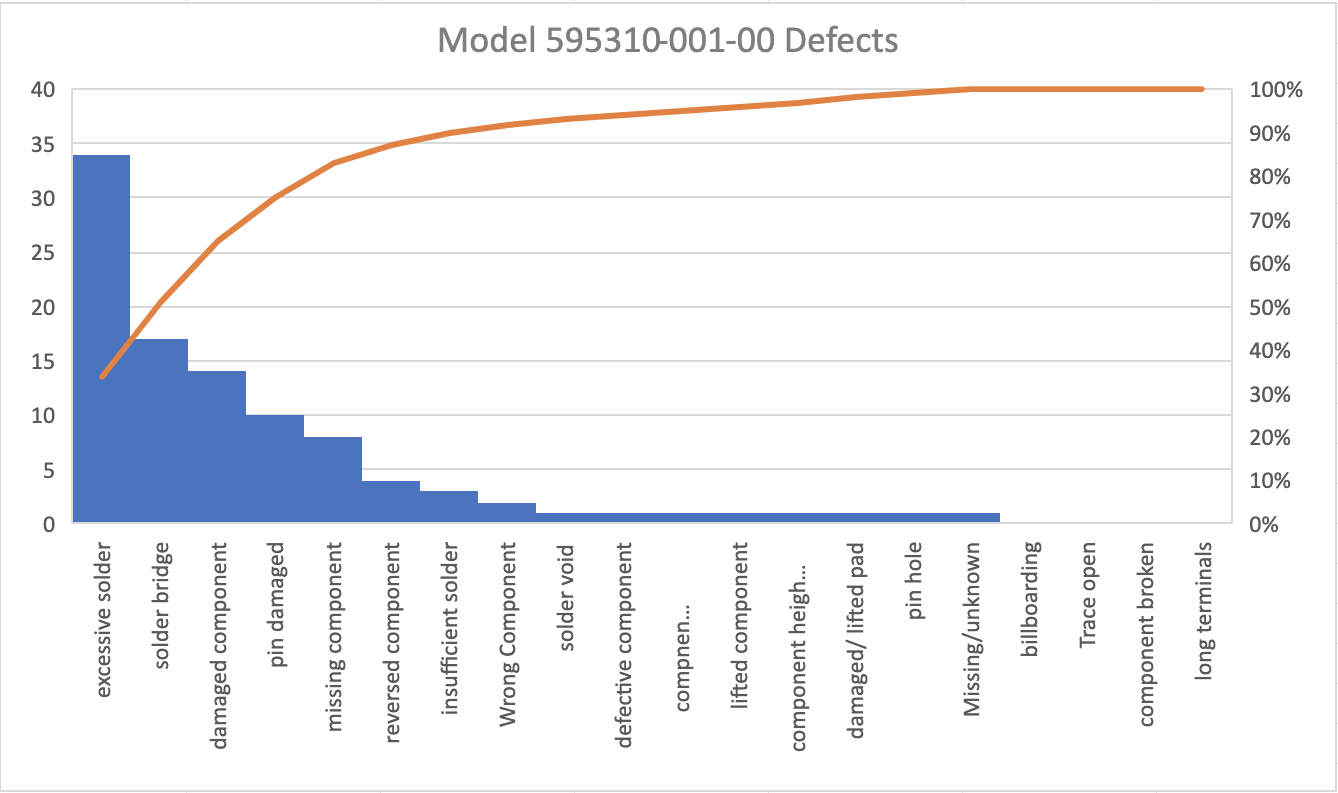 Model 595310-001-00 Defects
40
35
30
25
20
15
10
5
0
100%
90%
80%
70%
60%
50%
40%
30%
20%
10%
0%
excessive solder
solder bridge
damaged component
pin damaged
missing component
reversed component
insufficient solder
Wrong Component
solder void
defective component
compnen...
lifted component
component heigh...
damaged/ lifted pad
pin hole
Missing/unknown
billboarding
Trace open
component broken
long terminals